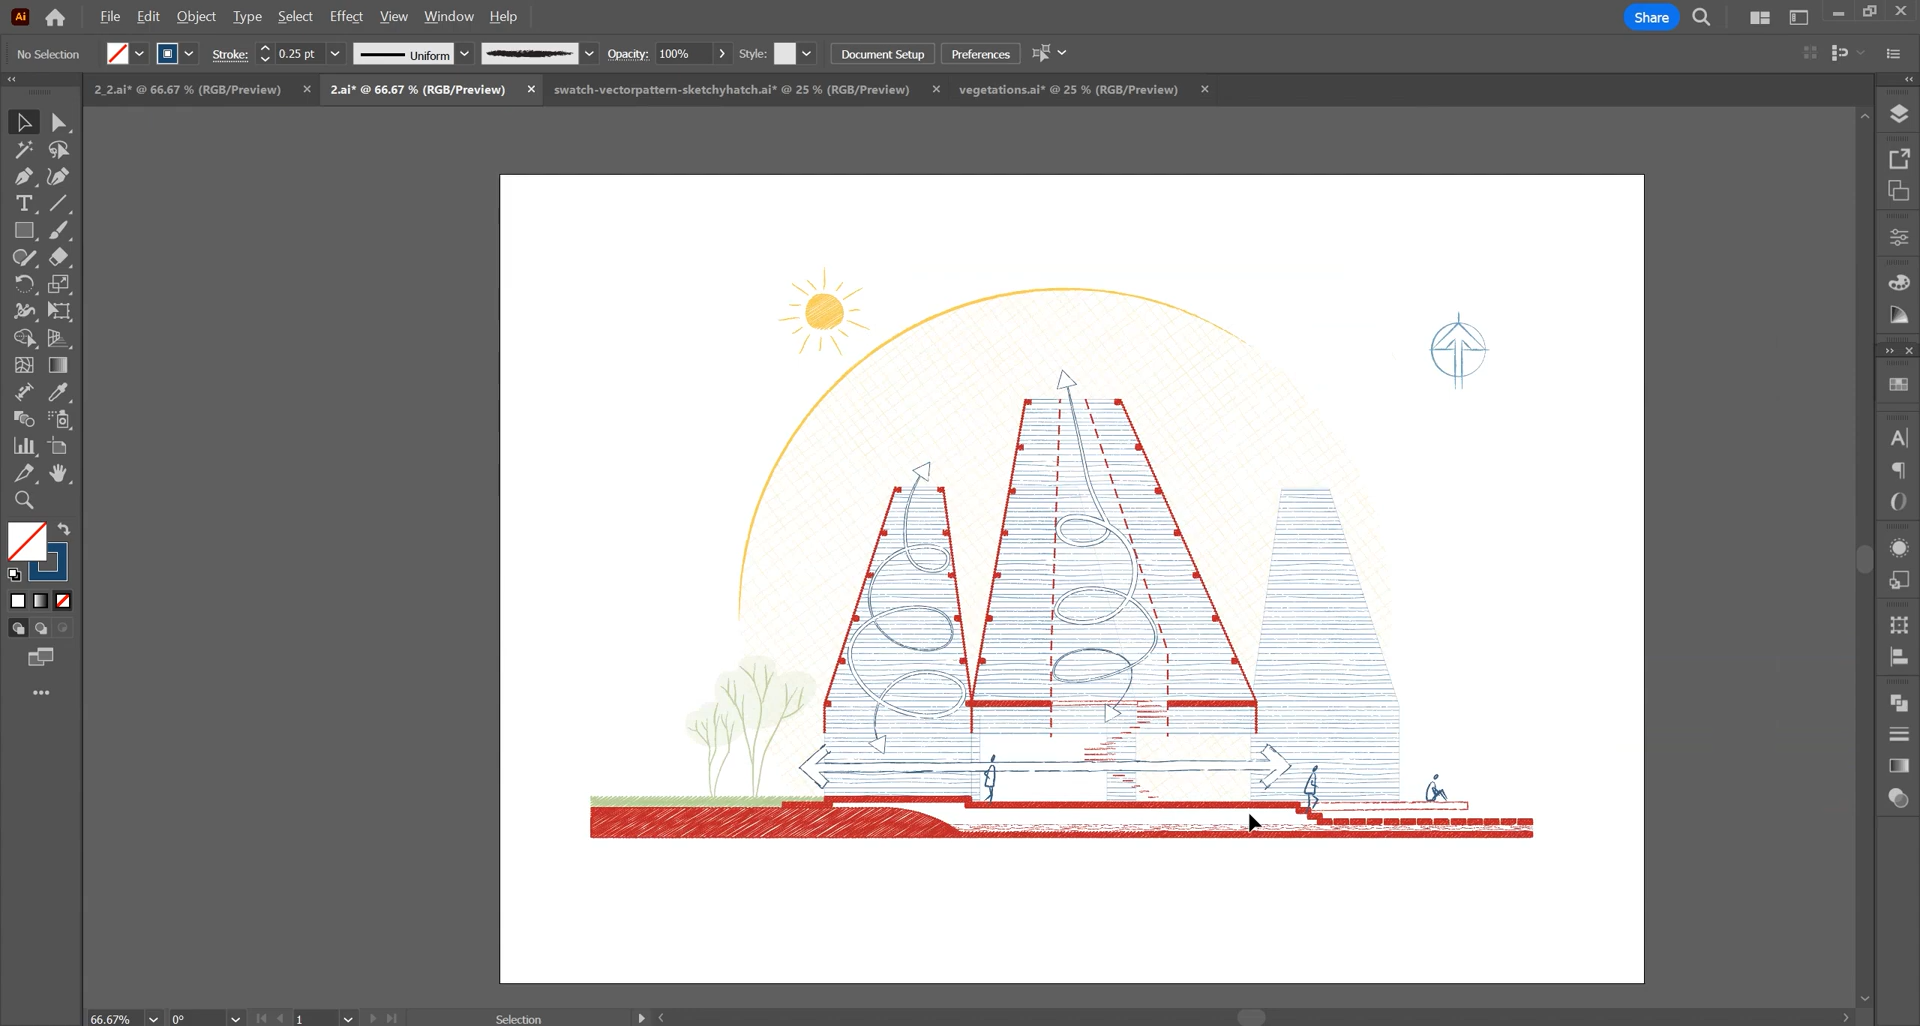 Ai File Edit Object Type Select Effect View Window Help Share
No Selection Stroke: 0.25 pt Uniform Opacity: 100% Style: Document Setup Preferences
2_2.ai* @ 66.67 % (RGB/Preview) 2.ai* @ 66.67 % (RGB/Preview) swatch-vectorpattern-sketchyhatch.ai* @ 25 % (RGB/Preview) vegetations.ai* @ 25 % (RGB/Preview)
66.67% 0° 1 Selection